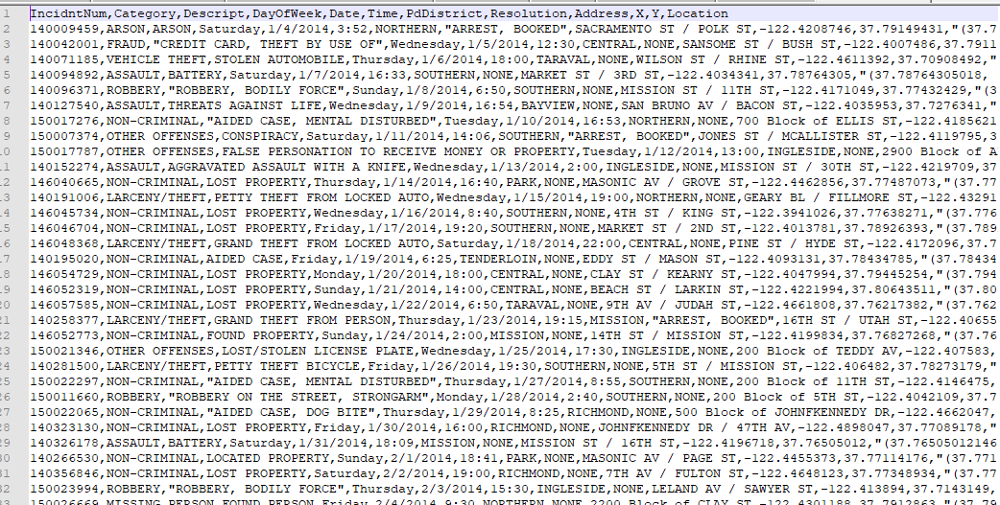 1 IncidntNum,Category,Descript,DayOfWeek,Date,Time,PdDistrict,Resolution,Address,X,Y,Location
2 140009459,ARSON,ARSON,Saturday,1/4/2014,3:52,NORTHERN,"ARREST, BOOKED",SACRAMENTO ST / POLK ST,-122.4208746,37.79149431,"(37.7
3 140042001,FRAUD,"CREDIT CARD, THEFT BY USE OF",Wednesday,1/5/2014,12:30,CENTRAL,NONE,SANSOME ST / BUSH ST,-122.4007486,37.7911
4 140071185,VEHICLE THEFT,STOLEN AUTOMOBILE,Thursday,1/6/2014,18:00,TARAVAL,NONE,WILSON ST / RHINE ST,-122.4611392,37.70908492,"
5 140094892,ASSAULT,BATTERY,Saturday,1/7/2014,16:33,SOUTHERN,NONE,MARKET ST / 3RD ST,-122.4034341,37.78764305,"(37.78764305018,
6 140096371,ROBBERY,"ROBBERY, BODILY FORCE",Sunday,1/8/2014,6:50,SOUTHERN,NONE,MISSION ST / 11TH ST,-122.4171049,37.77432429,"(3
7 140127540,ASSAULT,THREATS AGAINST LIFE,Wednesday,1/9/2014,16:54,BAYVIEW,NONE,SAN BRUNO AV / BACON ST,-122.4035953,37.7276341,"
8 150017276,NON-CRIMINAL,"AIDED CASE, MENTAL DISTURBED",Tuesday,1/10/2014,16:53,NORTHERN,NONE,700 Block of ELLIS ST,-122.4185621
9 150007374,OTHER OFFENSES,CONSPIRACY,Saturday,1/11/2014,14:06,SOUTHERN,"ARREST, BOOKED",JONES ST / MCALLISTER ST,-122.4119795,3
10 150017787,OTHER OFFENSES,FALSE PERSONATION TO RECEIVE MONEY OR PROPERTY,Tuesday,1/12/2014,13:00,INGLESIDE,NONE,2900 Block of A
11 140152274,ASSAULT,AGGRAVATED ASSAULT WITH A KNIFE,Wednesday,1/13/2014,2:00,INGLESIDE,NONE,MISSION ST / 30TH ST,-122.4219709,37
12 146040665,NON-CRIMINAL,LOST PROPERTY,Thursday,1/14/2014,16:40,PARK,NONE,MASONIC AV / GROVE ST,-122.4462856,37.77487073,"(37.77
13 140191006,LARCENY/THEFT,PETTY THEFT FROM LOCKED AUTO,Wednesday,1/15/2014,19:00,NORTHERN,NONE,GEARY BL / FILLMORE ST,-122.43291
14 146045734,NON-CRIMINAL,LOST PROPERTY,Wednesday,1/16/2014,8:40,SOUTHERN,NONE,4TH ST / KING ST,-122.3941026,37.77638271,"(37.776
15 146046704,NON-CRIMINAL,LOST PROPERTY,Friday,1/17/2014,19:20,SOUTHERN,NONE,MARKET ST / 2ND ST,-122.4013781,37.78926393,"(37.789
16 146048368,LARCENY/THEFT,GRAND THEFT FROM LOCKED AUTO,Saturday,1/18/2014,22:00,CENTRAL,NONE,PINE ST / HYDE ST,-122.4172096,37.7
17 140195020,NON-CRIMINAL,AIDED CASE,Friday,1/19/2014,6:25,TENDERLOIN,NONE,EDDY ST / MASON ST,-122.4093131,37.78434785,"(37.78434
18 146054729,NON-CRIMINAL,LOST PROPERTY,Monday,1/20/2014,18:00,CENTRAL,NONE,CLAY ST / KEARNY ST,-122.4047994,37.79445254,"(37.794
19 146052319,NON-CRIMINAL,LOST PROPERTY,Sunday,1/21/2014,14:00,CENTRAL,NONE,BEACH ST / LARKIN ST,-122.4221994,37.80643511,"(37.80
20 146057585,NON-CRIMINAL,LOST PROPERTY,Wednesday,1/22/2014,6:50,TARAVAL,NONE,9TH AV / JUDAH ST,-122.4661808,37.76217382,"(37.762
21 140258377,LARCENY/THEFT,GRAND THEFT FROM PERSON,Thursday,1/23/2014,19:15,MISSION,"ARREST, BOOKED",16TH ST / UTAH ST,-122.40655
22 146052773,NON-CRIMINAL,FOUND PROPERTY,Sunday,1/24/2014,2:00,MISSION,NONE,14TH ST / MISSION ST,-122.4199834,37.76827268,"(37.76
23 150021346,OTHER OFFENSES,LOST/STOLEN LICENSE PLATE,Wednesday,1/25/2014,17:30,INGLESIDE,NONE,200 Block of TEDDY AV,-122.407583,
24 140281500,LARCENY/THEFT,PETTY THEFT BICYCLE,Friday,1/26/2014,19:30,SOUTHERN,NONE,5TH ST / MISSION ST,-122.406482,37.78273179,"
25 150022297,NON-CRIMINAL,"AIDED CASE, MENTAL DISTURBED",Thursday,1/27/2014,8:55,SOUTHERN,NONE,200 Block of 11TH ST,-122.4146475,
26 150011660,ROBBERY,"ROBBERY ON THE STREET, STRONGARM",Monday,1/28/2014,2:40,SOUTHERN,NONE,200 Block of 5TH ST,-122.4042109,37.7
27 150022065,NON-CRIMINAL,"AIDED CASE, DOG BITE",Thursday,1/29/2014,8:25,RICHMOND,NONE,500 Block of JOHNFKENNEDY DR,-122.4662047,
28 140323130,NON-CRIMINAL,LOST PROPERTY,Friday,1/30/2014,16:00,RICHMOND,NONE,JOHNFKENNEDY DR / 47TH AV,-122.4898047,37.77089178,"
29 140326178,ASSAULT,BATTERY,Saturday,1/31/2014,18:09,MISSION,NONE,MISSION ST / 16TH ST,-122.4196718,37.76505012,"(37.76505012146
30 140266530,NON-CRIMINAL,LOCATED PROPERTY,Sunday,2/1/2014,18:41,PARK,NONE,MASONIC AV / PAGE ST,-122.4455373,37.77114176,"(37.771
31 140356846,NON-CRIMINAL,LOST PROPERTY,Saturday,2/2/2014,19:00,RICHMOND,NONE,7TH AV / FULTON ST,-122.4648123,37.77348934,"(37.77
32 150023994,ROBBERY,"ROBBERY, BODILY FORCE",Thursday,2/3/2014,15:30,INGLESIDE,NONE,LELAND AV / SAWYER ST,-122.413894,37.7143149,
150026669,MISSING PERSON,FOUND PERSON,Friday,2/4/2014,9:30,NORTHERN,NONE,2200 Block of CLAY ST,-122.4301188,37.7912863,"(37.79